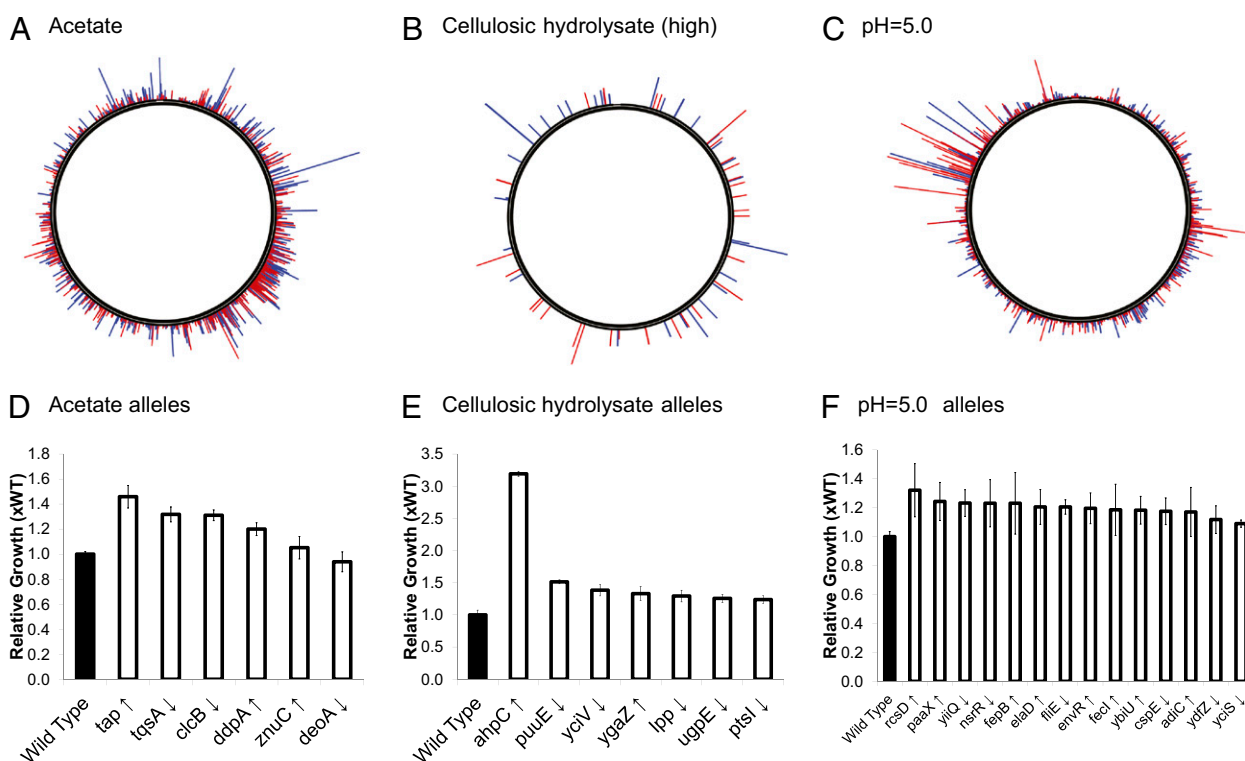 A Acetate
B Cellulosic hydrolysate (high)
C pH=5.0
D Acetate alleles
Relative Growth (xWT)
1.8
1.6
1.4
1.2
1.0
0.8
0.6
0.4
0.2
0.0
Wild Type
tap↑
tqsA↓
clcB↓
ddpA↑
znuC↑
deoA↓
E Cellulosic hydrolysate alleles
Relative Growth (xWT)
3.5
3.0
2.5
2.0
1.5
1.0
0.5
0.0
Wild Type
ahpC↑
puuE↓
yciV↓
ygaZ↑
lpp↓
ugpE↓
ptsI↓
F pH=5.0 alleles
Relative Growth (xWT)
1.6
1.4
1.2
1.0
0.8
0.6
0.4
0.2
0.0
Wild Type
rcsD↑
paaX↑
yiiQ↓
nsrR↓
fepB↑
elaD↑
fliE↓
envR↑
fecI↑
ybiU↑
cspE↓
adiC↑
ydfZ↓
yciS↓